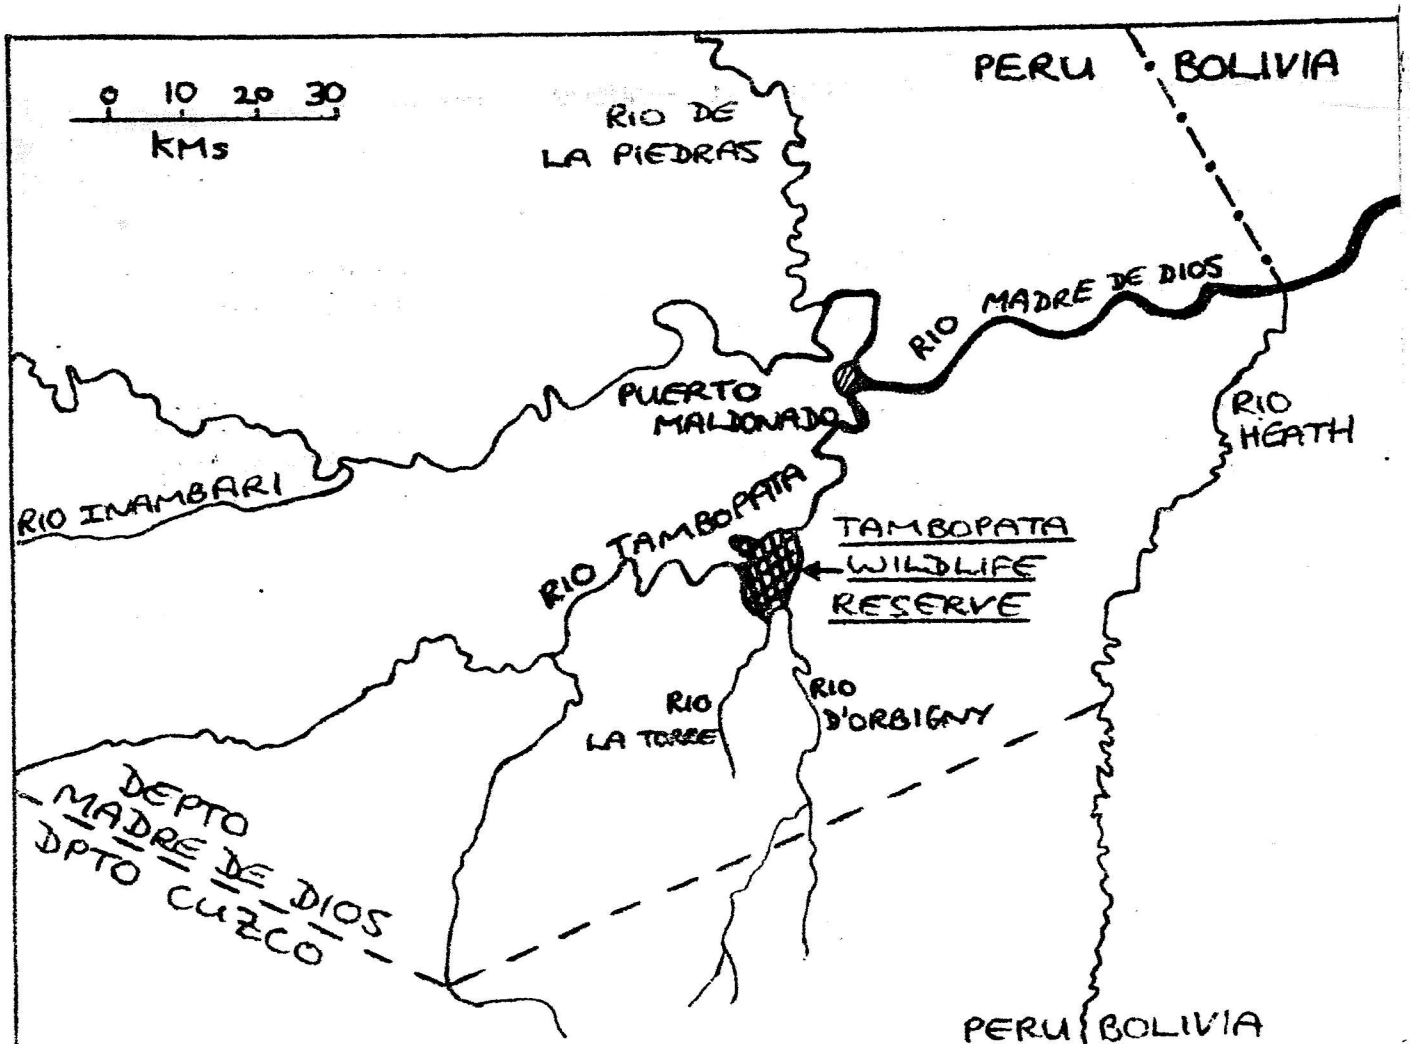 PERU BOLIVIA
0 10 20 30
KMs
RIO DE
LA PIEDRAS
RIO MADRE DE DIOS
PUERTO
MALDONADO
RIO
HEATH
RIO INAMBARI
RIO TAMBOPATA
TAMBOPATA
WILDLIFE
RESERVE
RIO
LA TORRE
RIO
D'ORBIGNY
DEPTO
MADRE DE DIOS
DPTO CUZCO
PERU BOLIVIA